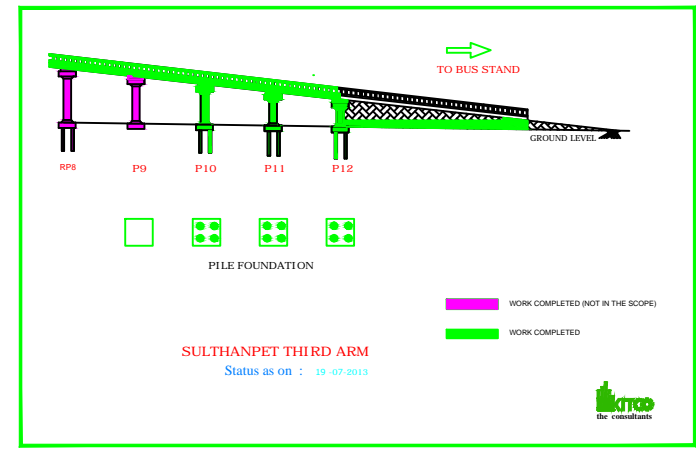 TO BUS STAND
GROUND LEVEL
RP8 P9 P10 P11 P12
PILE FOUNDATION
WORK COMPLETED (NOT IN THE SCOPE)
WORK COMPLETED
SULTHANPET THIRD ARM
Status as on : 19-07-2013
KITCO
the consultants